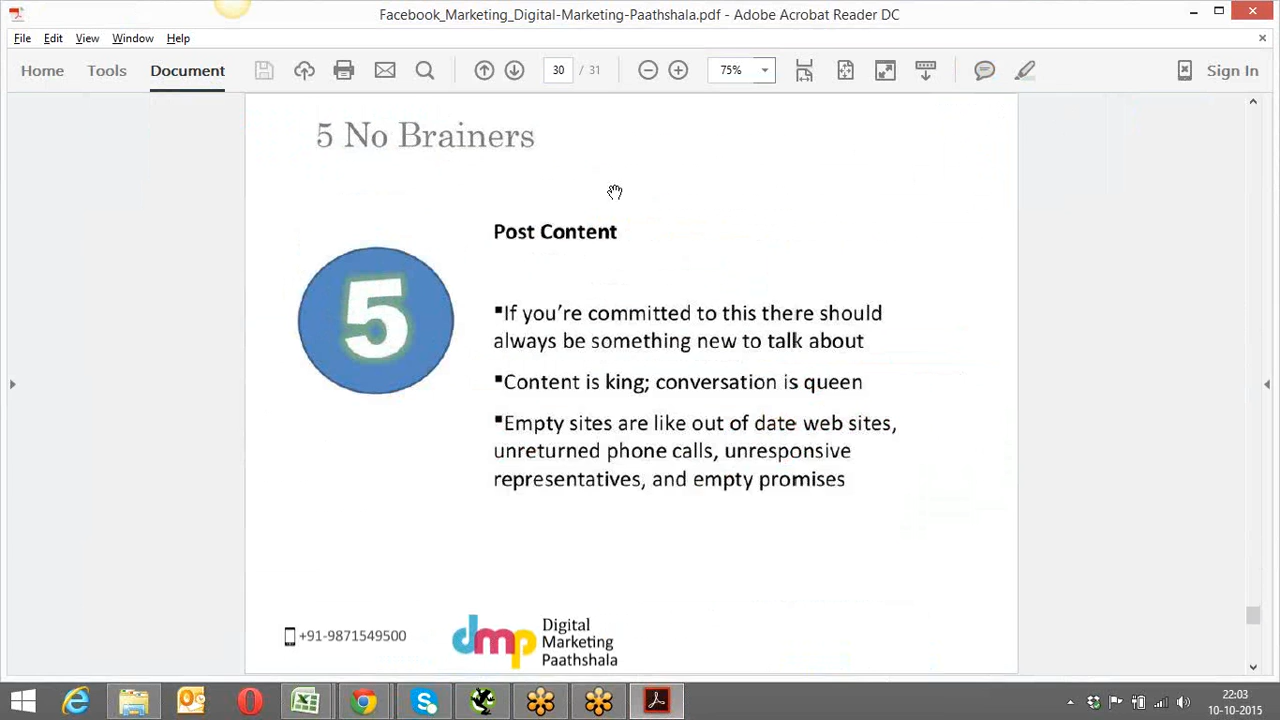 Facebook_Marketing_Digital-Marketing-Paathshala.pdf - Adobe Acrobat Reader DC
File Edit View Window Help
Home Tools Document 30 / 31 75% Sign In
5 No Brainers
Post Content
5
▪If you’re committed to this there should
always be something new to talk about
▪Content is king; conversation is queen
▪Empty sites are like out of date web sites,
unreturned phone calls, unresponsive
representatives, and empty promises
+91-9871549500
dmp Digital
Marketing
Paathshala
22:03
10-10-2015